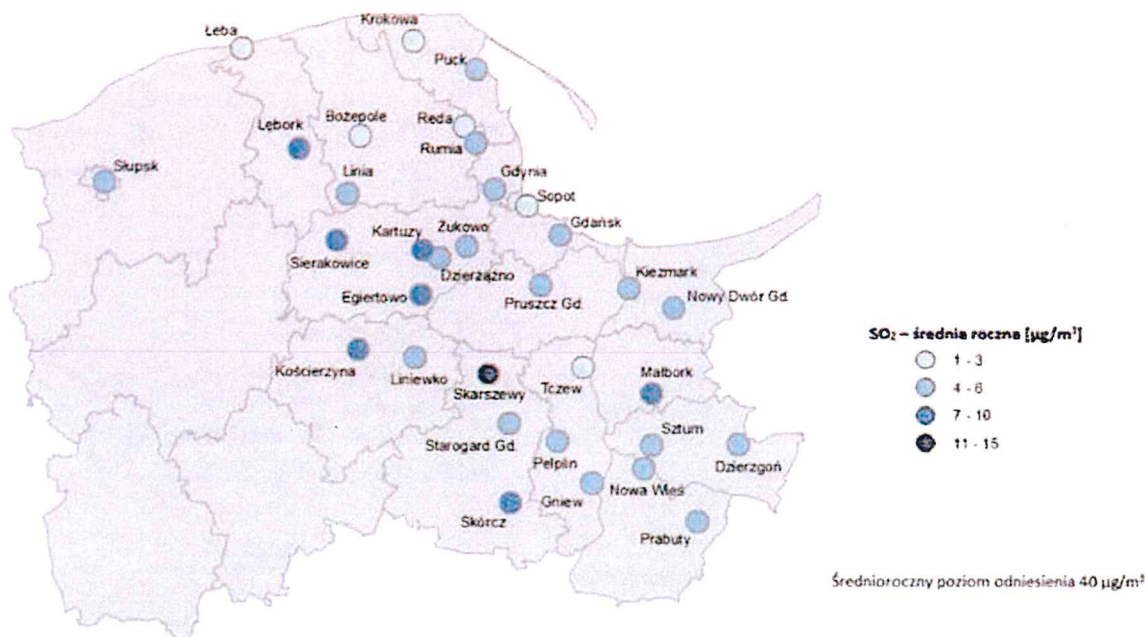 Krokowa
Łeba
Puck
Bożepole
Reda
Lębork
Rumia
Słupsk
Linia
Gdynia
Sopot
Gdańsk
Kartuzy
Żukowo
Sierakowice
Dzierżążno
Kiezmark
Egiertowo
Pruszcz Gd.
Nowy Dwór Gd.
SO₂ – średnia roczna [µg/m³]
1 - 3
4 - 6
7 - 10
11 - 15
Kościerzyna
Liniewko
Skarszewy
Tczew
Malbork
Starogard Gd.
Sztum
Pelplin
Dzierzgoń
Nowa Wieś
Gniew
Skórcz
Prabuty
Średnioroczny poziom odniesienia 40 µg/m³